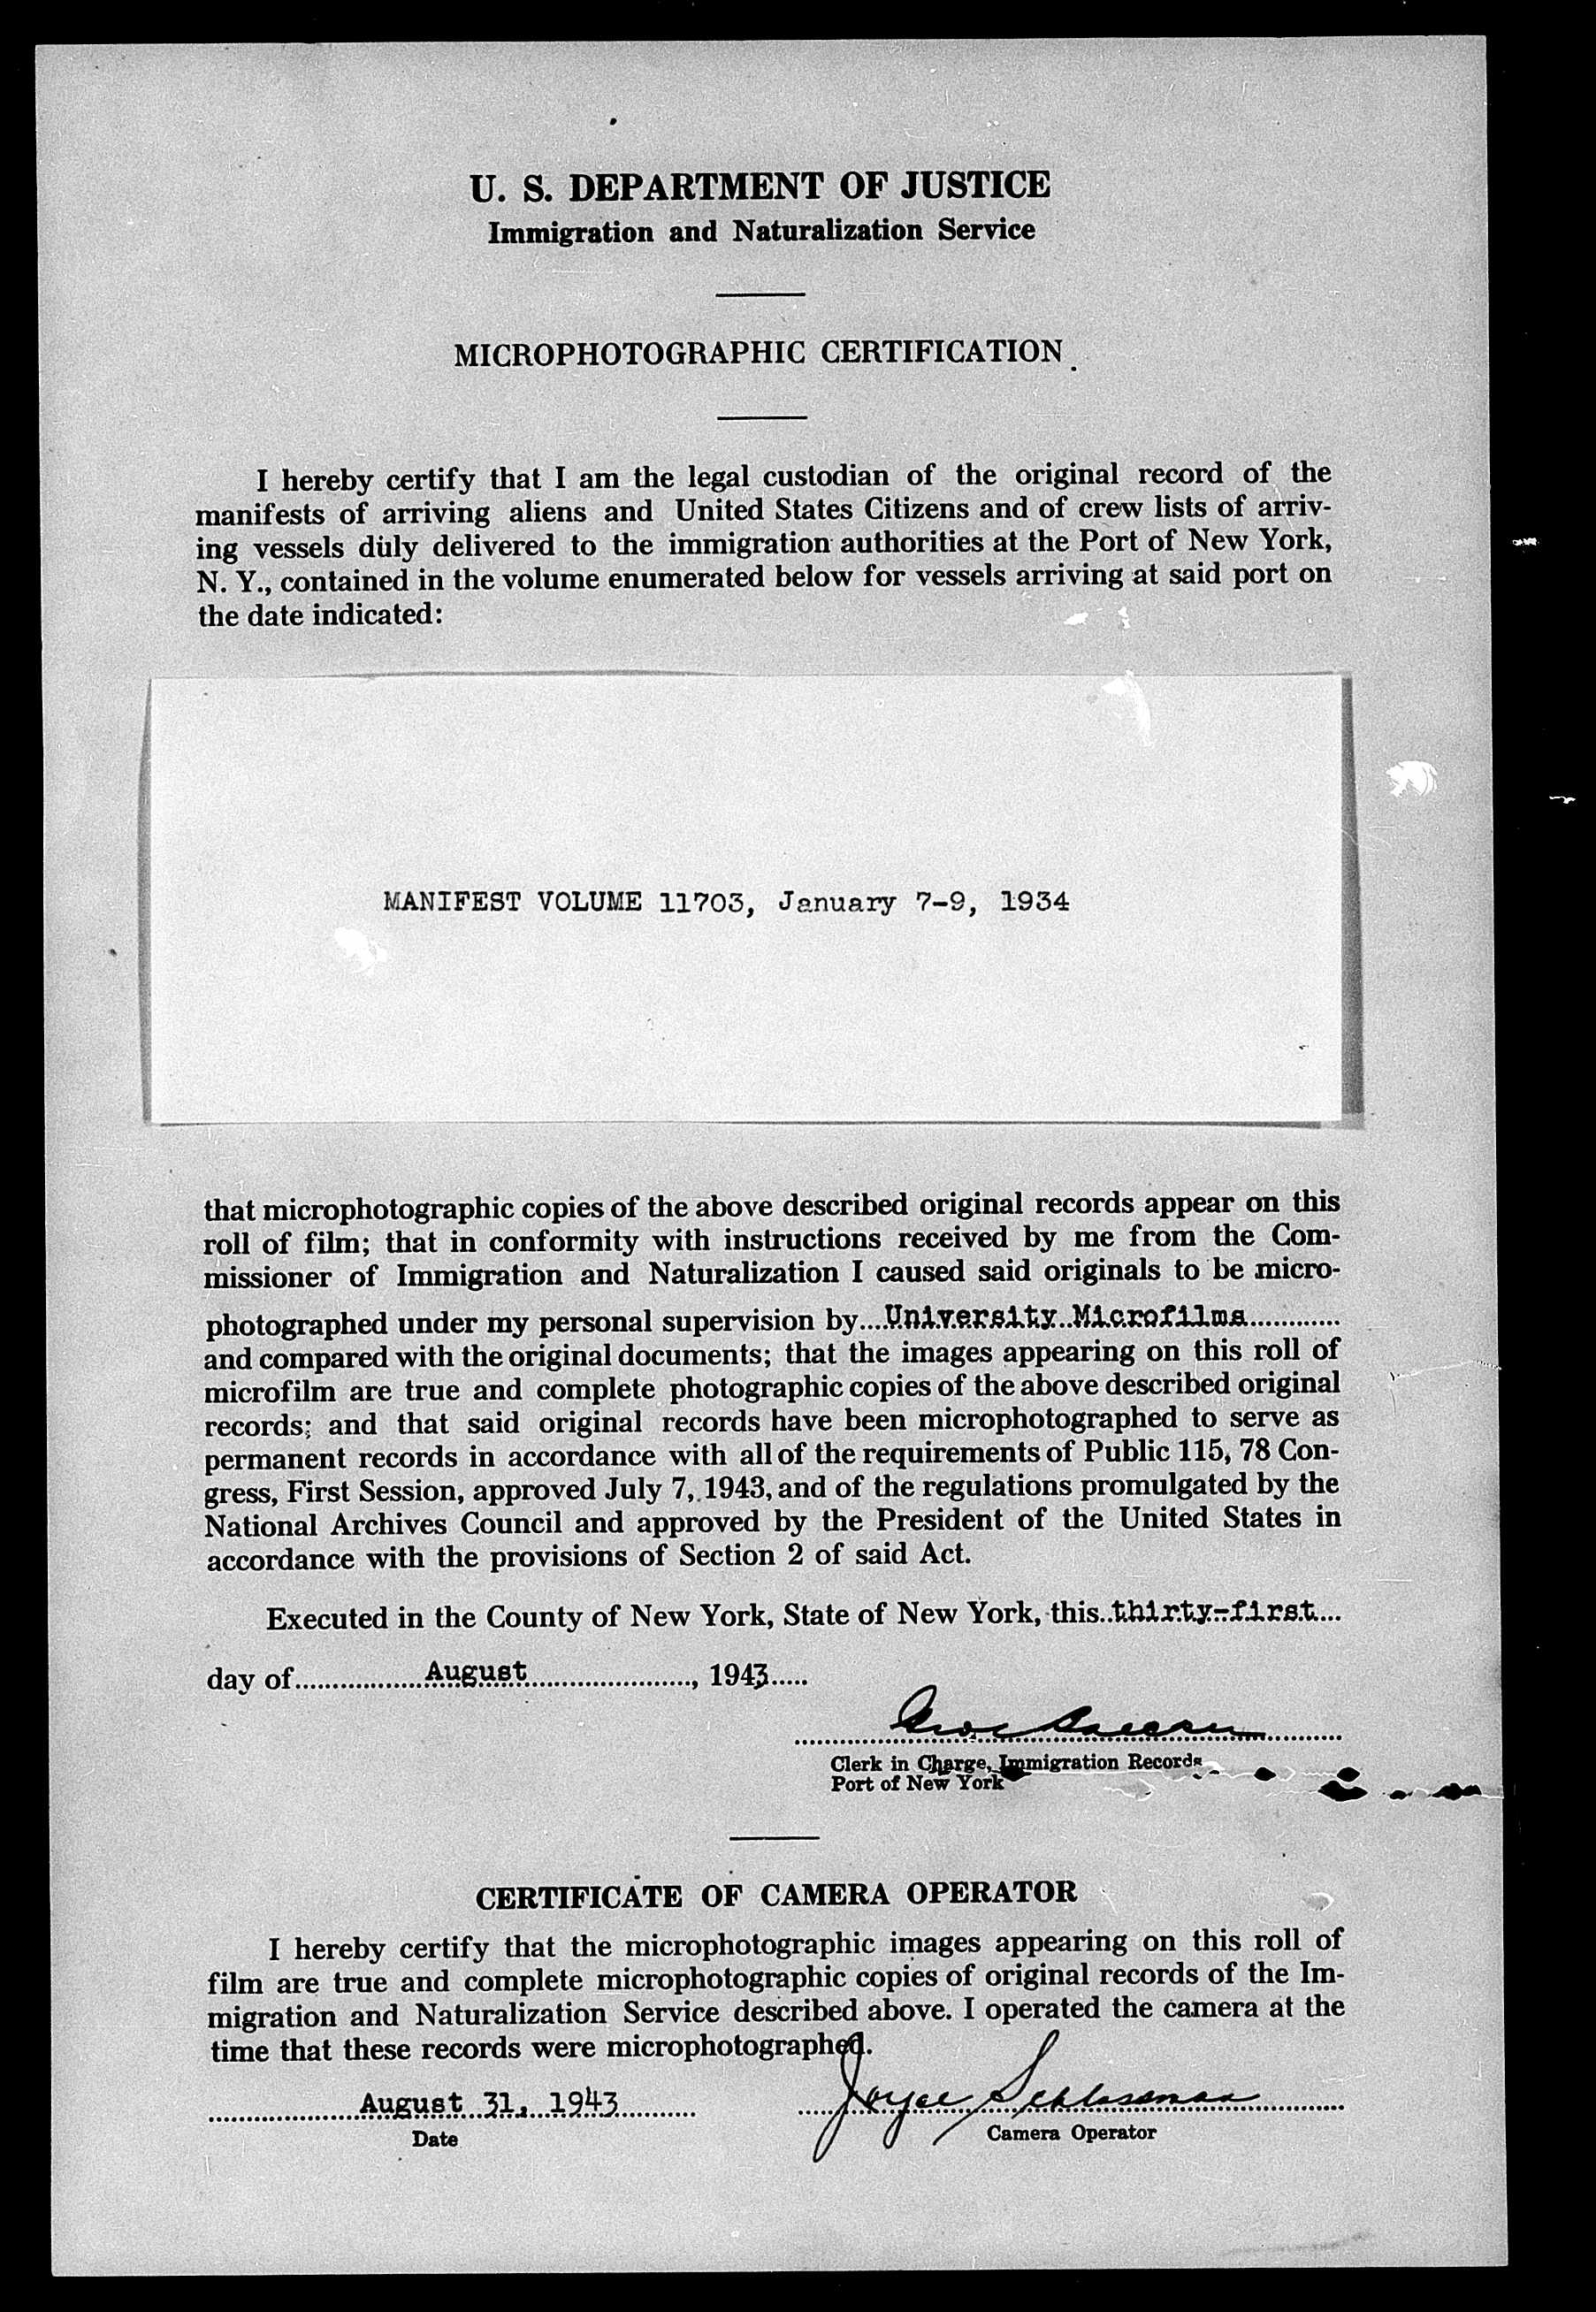 U. S. DEPARTMENT OF JUSTICE
Immigration and Naturalization Service
MICROPHOTOGRAPHIC CERTIFICATION
I hereby certify that I am the legal custodian of the original record of the
manifests of arriving aliens and United States Citizens and of crew lists of arriv-
ing vessels duly delivered to the immigration authorities at the Port of New York,
N. Y., contained in the volume enumerated below for vessels arriving at said port on
the date indicated:
MANIFEST VOLUME 11703, January 7-9, 1934
that microphotographic copies of the above described original records appear on this
roll of film; that in conformity with instructions received by me from the Com-
missioner of Immigration and Naturalization I caused said originals to be micro-
photographed under my personal supervision by....University Microfilms............
and compared with the original documents; that the images appearing on this roll of
microfilm are true and complete photographic copies of the above described original
records; and that said original records have been microphotographed to serve as
permanent records in accordance with all of the requirements of Public 115, 78 Con-
gress, First Session, approved July 7, 1943, and of the regulations promulgated by the
National Archives Council and approved by the President of the United States in
accordance with the provisions of Section 2 of said Act.
Executed in the County of New York, State of New York, this..thirty-first....
day of..................August......................, 1943.....
Clerk in Charge, Immigration Records
Port of New York
CERTIFICATE OF CAMERA OPERATOR
I hereby certify that the microphotographic images appearing on this roll of
film are true and complete microphotographic copies of original records of the Im-
migration and Naturalization Service described above. I operated the camera at the
time that these records were microphotographed.
August 31, 1943 Joyce Schlossman
Date Camera Operator